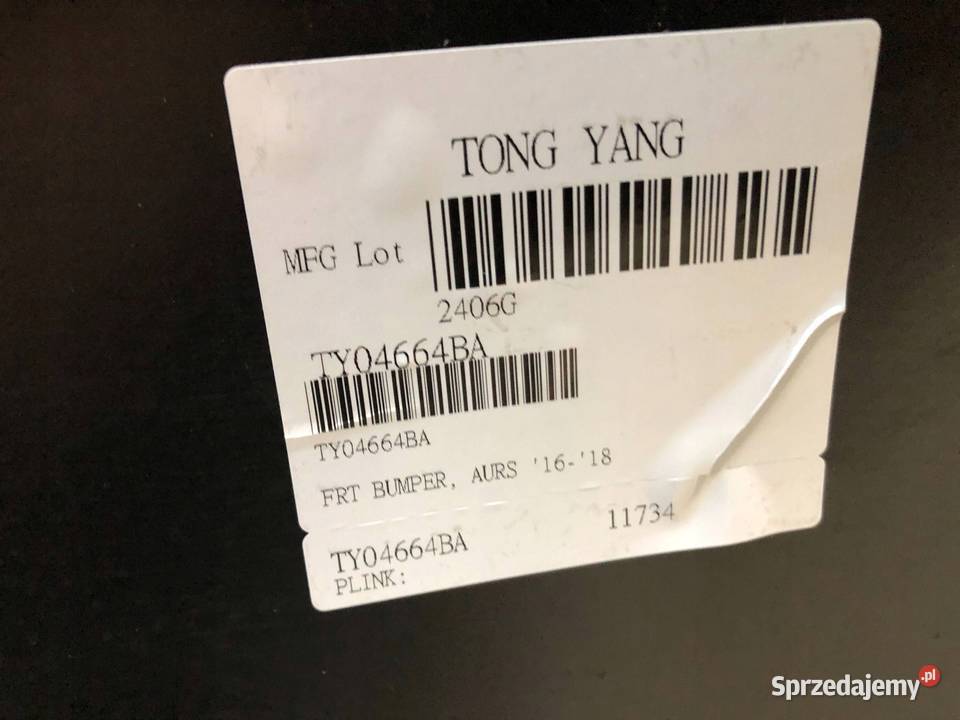 TONG YANG
MFG Lot
2406G
TY04664BA
TY04664BA
FRT BUMPER, AURS '16-'18
TY04664BA 11734
PLINK:
Sprzedajemy.pl